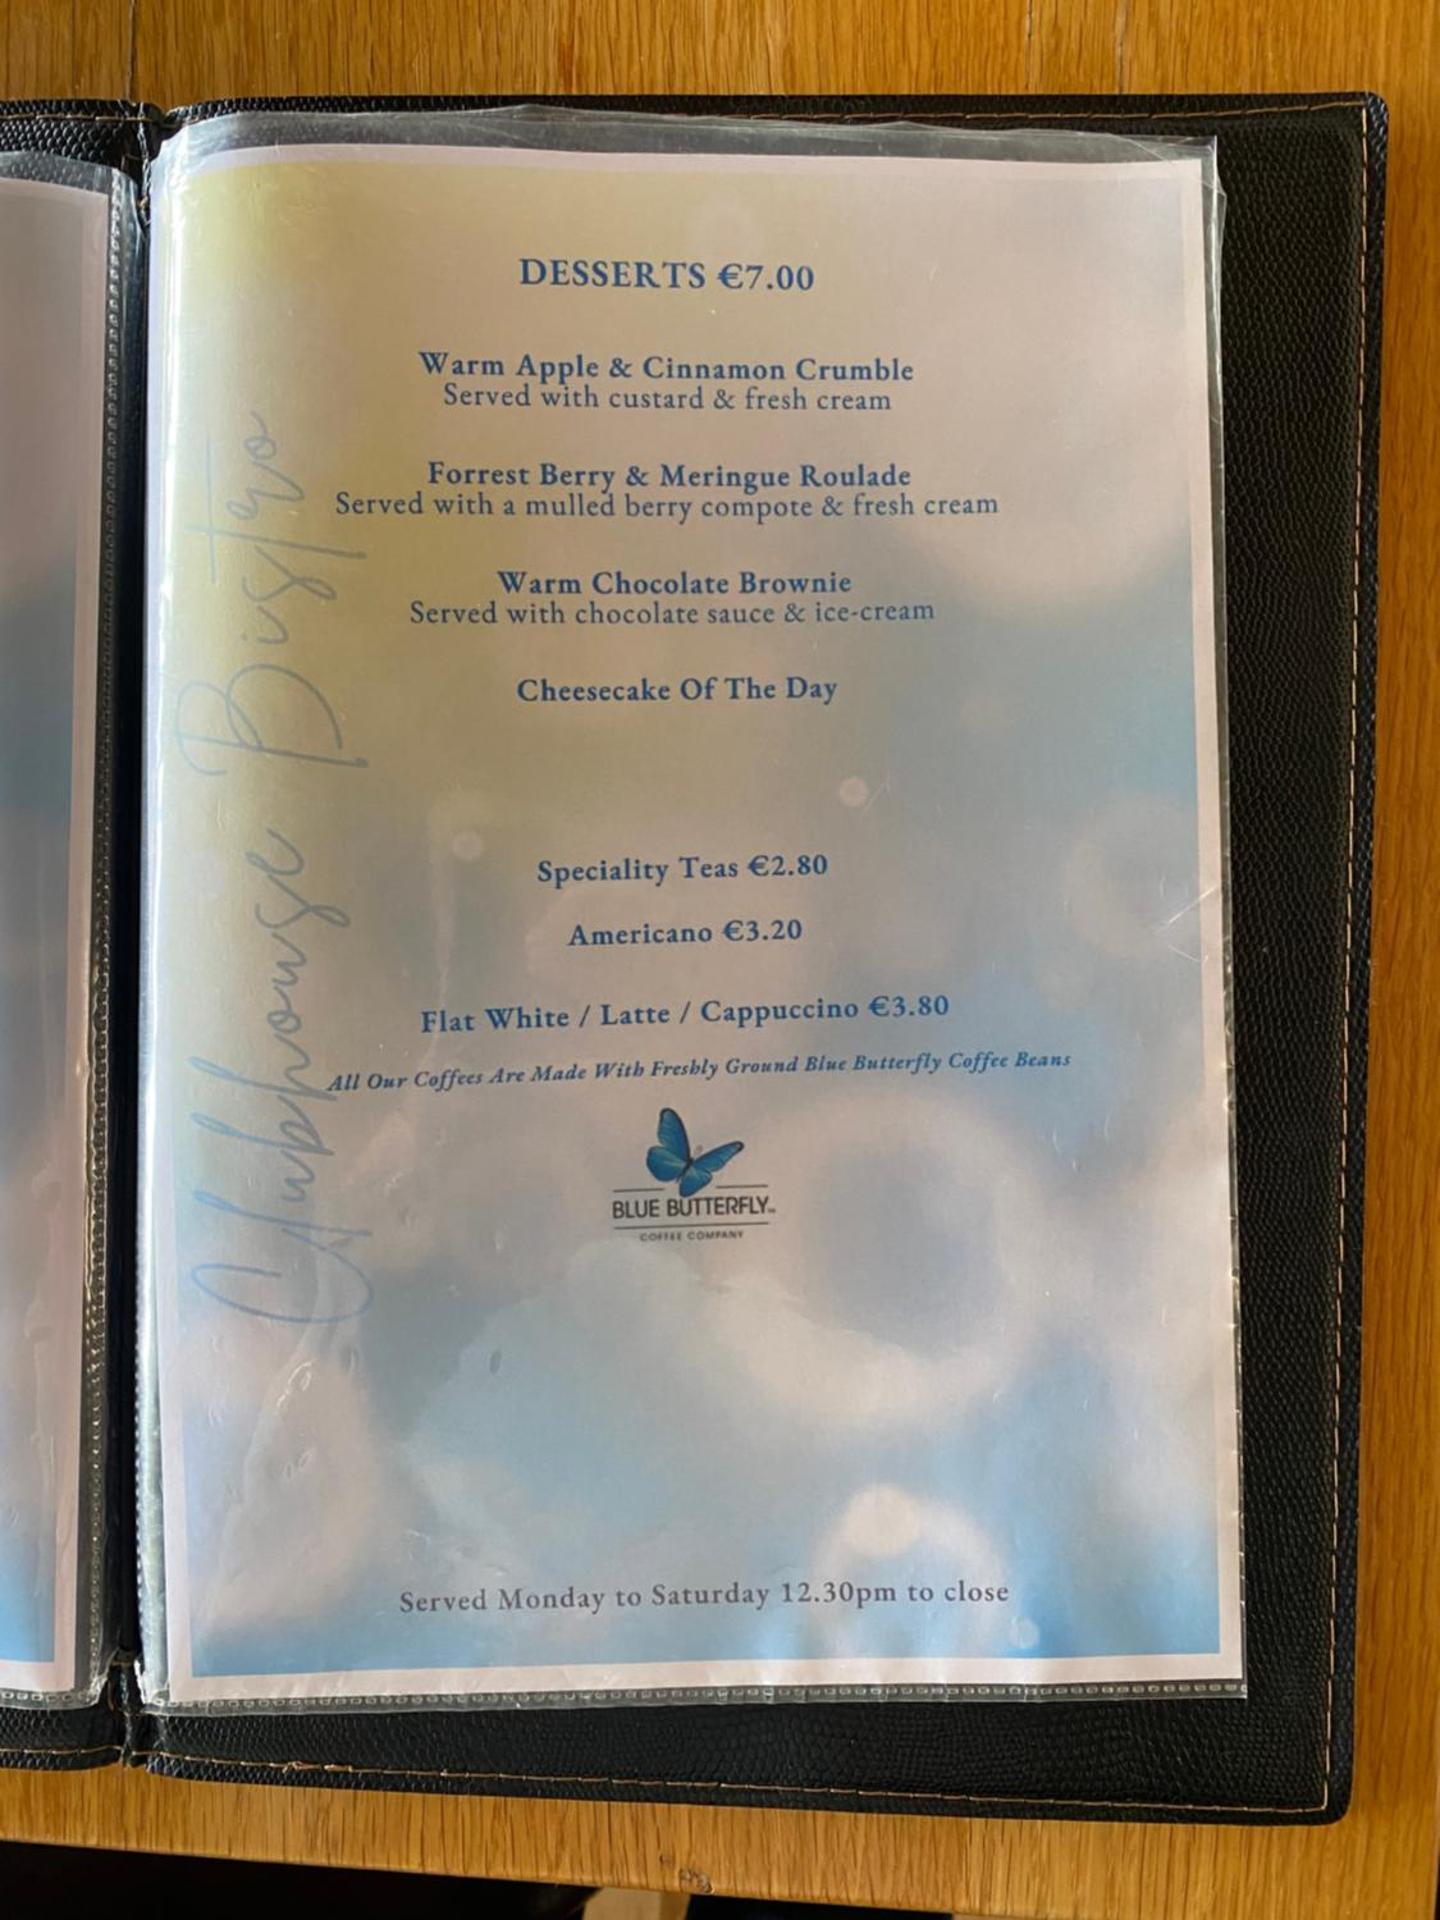 DESSERTS €7.00
Warm Apple & Cinnamon Crumble
Served with custard & fresh cream
Forrest Berry & Meringue Roulade
Served with a mulled berry compote & fresh cream
Warm Chocolate Brownie
Served with chocolate sauce & ice-cream
Cheesecake Of The Day
Speciality Teas €2.80
Americano €3.20
Flat White / Latte / Cappuccino €3.80
All Our Coffees Are Made With Freshly Ground Blue Butterfly Coffee Beans
BLUE BUTTERFLY™
COFFEE COMPANY
Served Monday to Saturday 12.30pm to close
Clubhouse Bistro